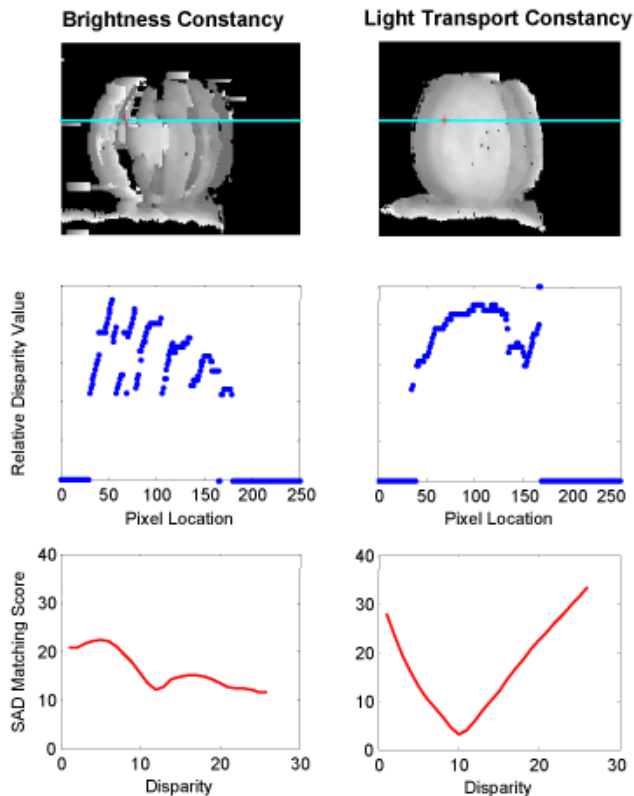 Brightness Constancy
Light Transport Constancy
Relative Disparity Value
0 50 100 150 200 250
Pixel Location
0 50 100 150 200 250
Pixel Location
SAD Matching Score
40
30
20
10
0
0 10 20 30
Disparity
40
30
20
10
0
0 10 20 30
Disparity